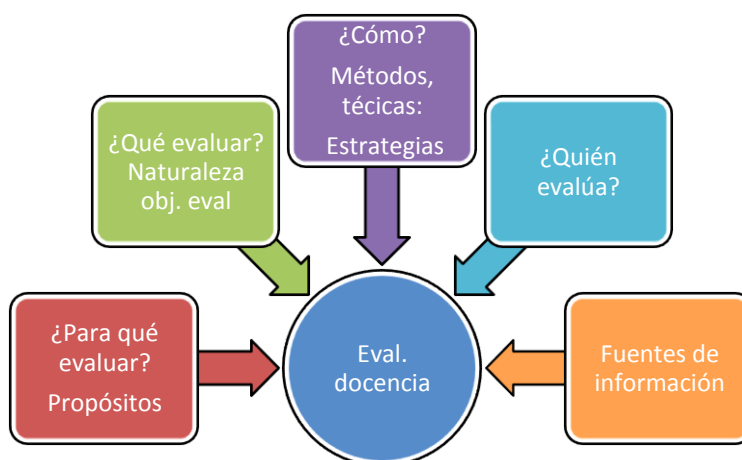 ¿Cómo?
Métodos,
técicas:
Estrategias
¿Qué evaluar?
Naturaleza
obj. eval
¿Quién
evalúa?
¿Para qué
evaluar?
Propósitos
Eval.
docencia
Fuentes de
información